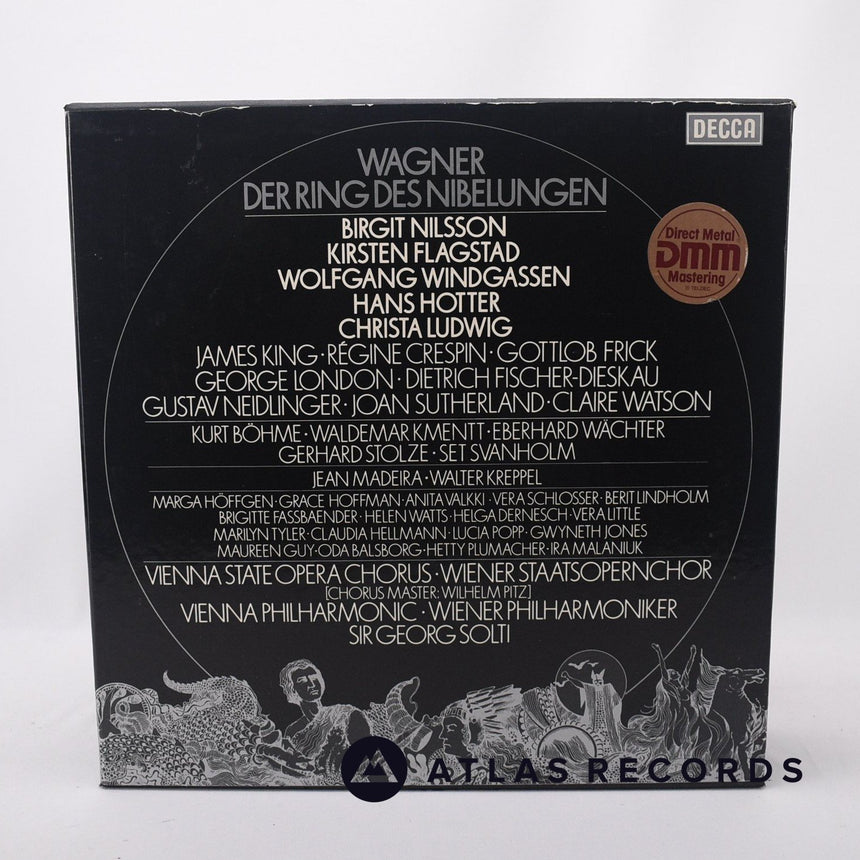 DECCA
WAGNER
DER RING DES NIBELUNGEN
BIRGIT NILSSON
KIRSTEN FLAGSTAD
WOLFGANG WINDGASSEN
HANS HOTTER
CHRISTA LUDWIG
JAMES KING · RÉGINE CRESPIN · GOTTLOB FRICK
GEORGE LONDON · DIETRICH FISCHER-DIESKAU
GUSTAV NEIDLINGER · JOAN SUTHERLAND · CLAIRE WATSON
KURT BÖHME · WALDEMAR KMENTT · EBERHARD WÄCHTER
GERHARD STOLZE · SET SVANHOLM
JEAN MADEIRA · WALTER KREPPEL
MARGA HÖFFGEN · GRACE HOFFMAN · ANITA VALKKI · VERA SCHLOSSER · BERIT LINDHOLM
BRIGITTE FASSBAENDER · HELEN WATTS · HELGA DERNESCH · VERA LITTLE
MARILYN TYLER · CLAUDIA HELLMANN · LUCIA POPP · GWYNETH JONES
MAUREEN GUY · ODA BALSBORG · HETTY PLUMACHER · IRA MALANIUK
VIENNA STATE OPERA CHORUS · WIENER STAATSOPERNCHOR
[CHORUS MASTER: WILHELM PITZ]
VIENNA PHILHARMONIC · WIENER PHILHARMONIKER
SIR GEORG SOLTI
Direct Metal
DMM
Mastering
© TELDEC
ATLAS RECORDS